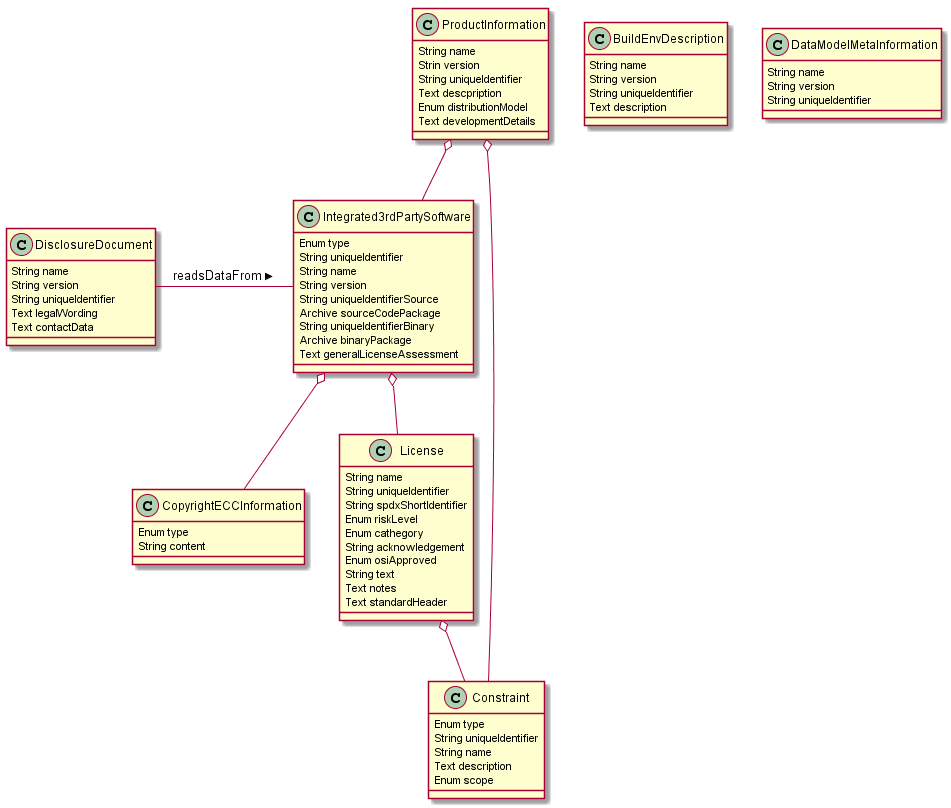 C ProductInformation
String name
Strin version
String uniqueIdentifier
Text descpription
Enum distributionModel
Text developmentDetails
C BuildEnvDescription
String name
String version
String uniqueIdentifier
Text description
C DataModelMetaInformation
String name
String version
String uniqueIdentifier
C DisclosureDocument
String name
String version
String uniqueIdentifier
Text legalWording
Text contactData
readsDataFrom ►
C Integrated3rdPartySoftware
Enum type
String uniqueIdentifier
String name
String version
String uniqueIdentifierSource
Archive sourceCodePackage
String uniqueIdentifierBinary
Archive binaryPackage
Text generalLicenseAssessment
C CopyrightECCInformation
Enum type
String content
C License
String name
String uniqueIdentifier
String spdxShortIdentifier
Enum riskLevel
Enum cathegory
String acknowledgement
Enum osiApproved
String text
Text notes
Text standardHeader
C Constraint
Enum type
String uniqueIdentifier
String name
Text description
Enum scope